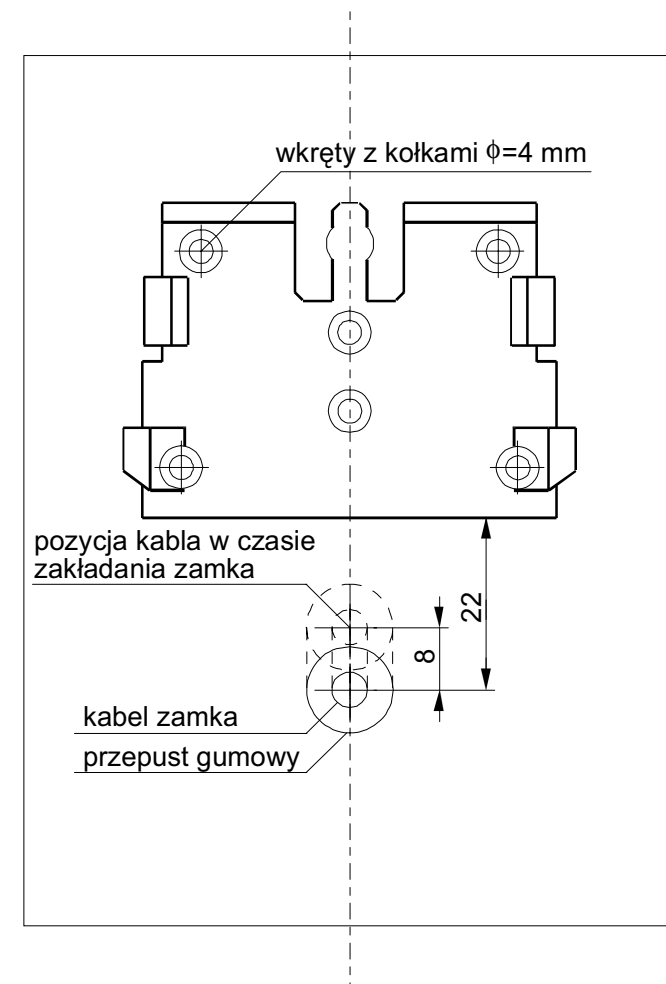 wkręty z kołkami ϕ=4 mm
pozycja kabla w czasie
zakładania zamka
22
8
kabel zamka
przepust gumowy